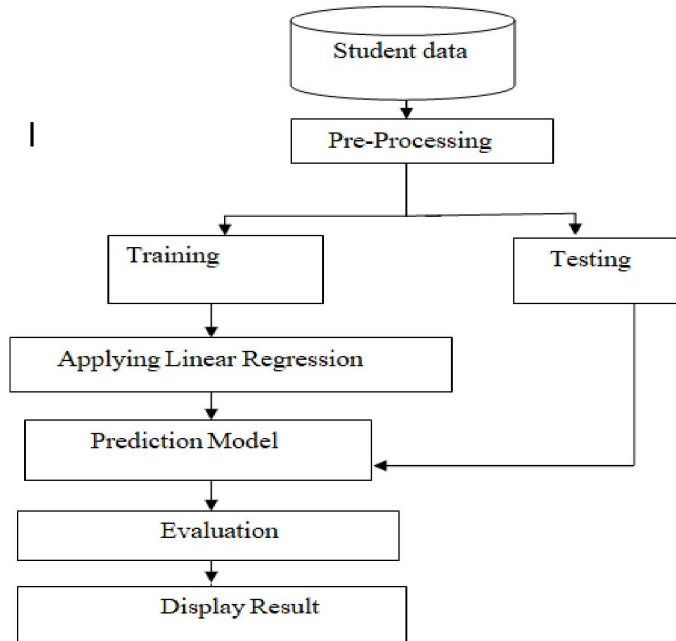 Student data
Pre-Processing
Training
Testing
Applying Linear Regression
Prediction Model
Evaluation
Display Result